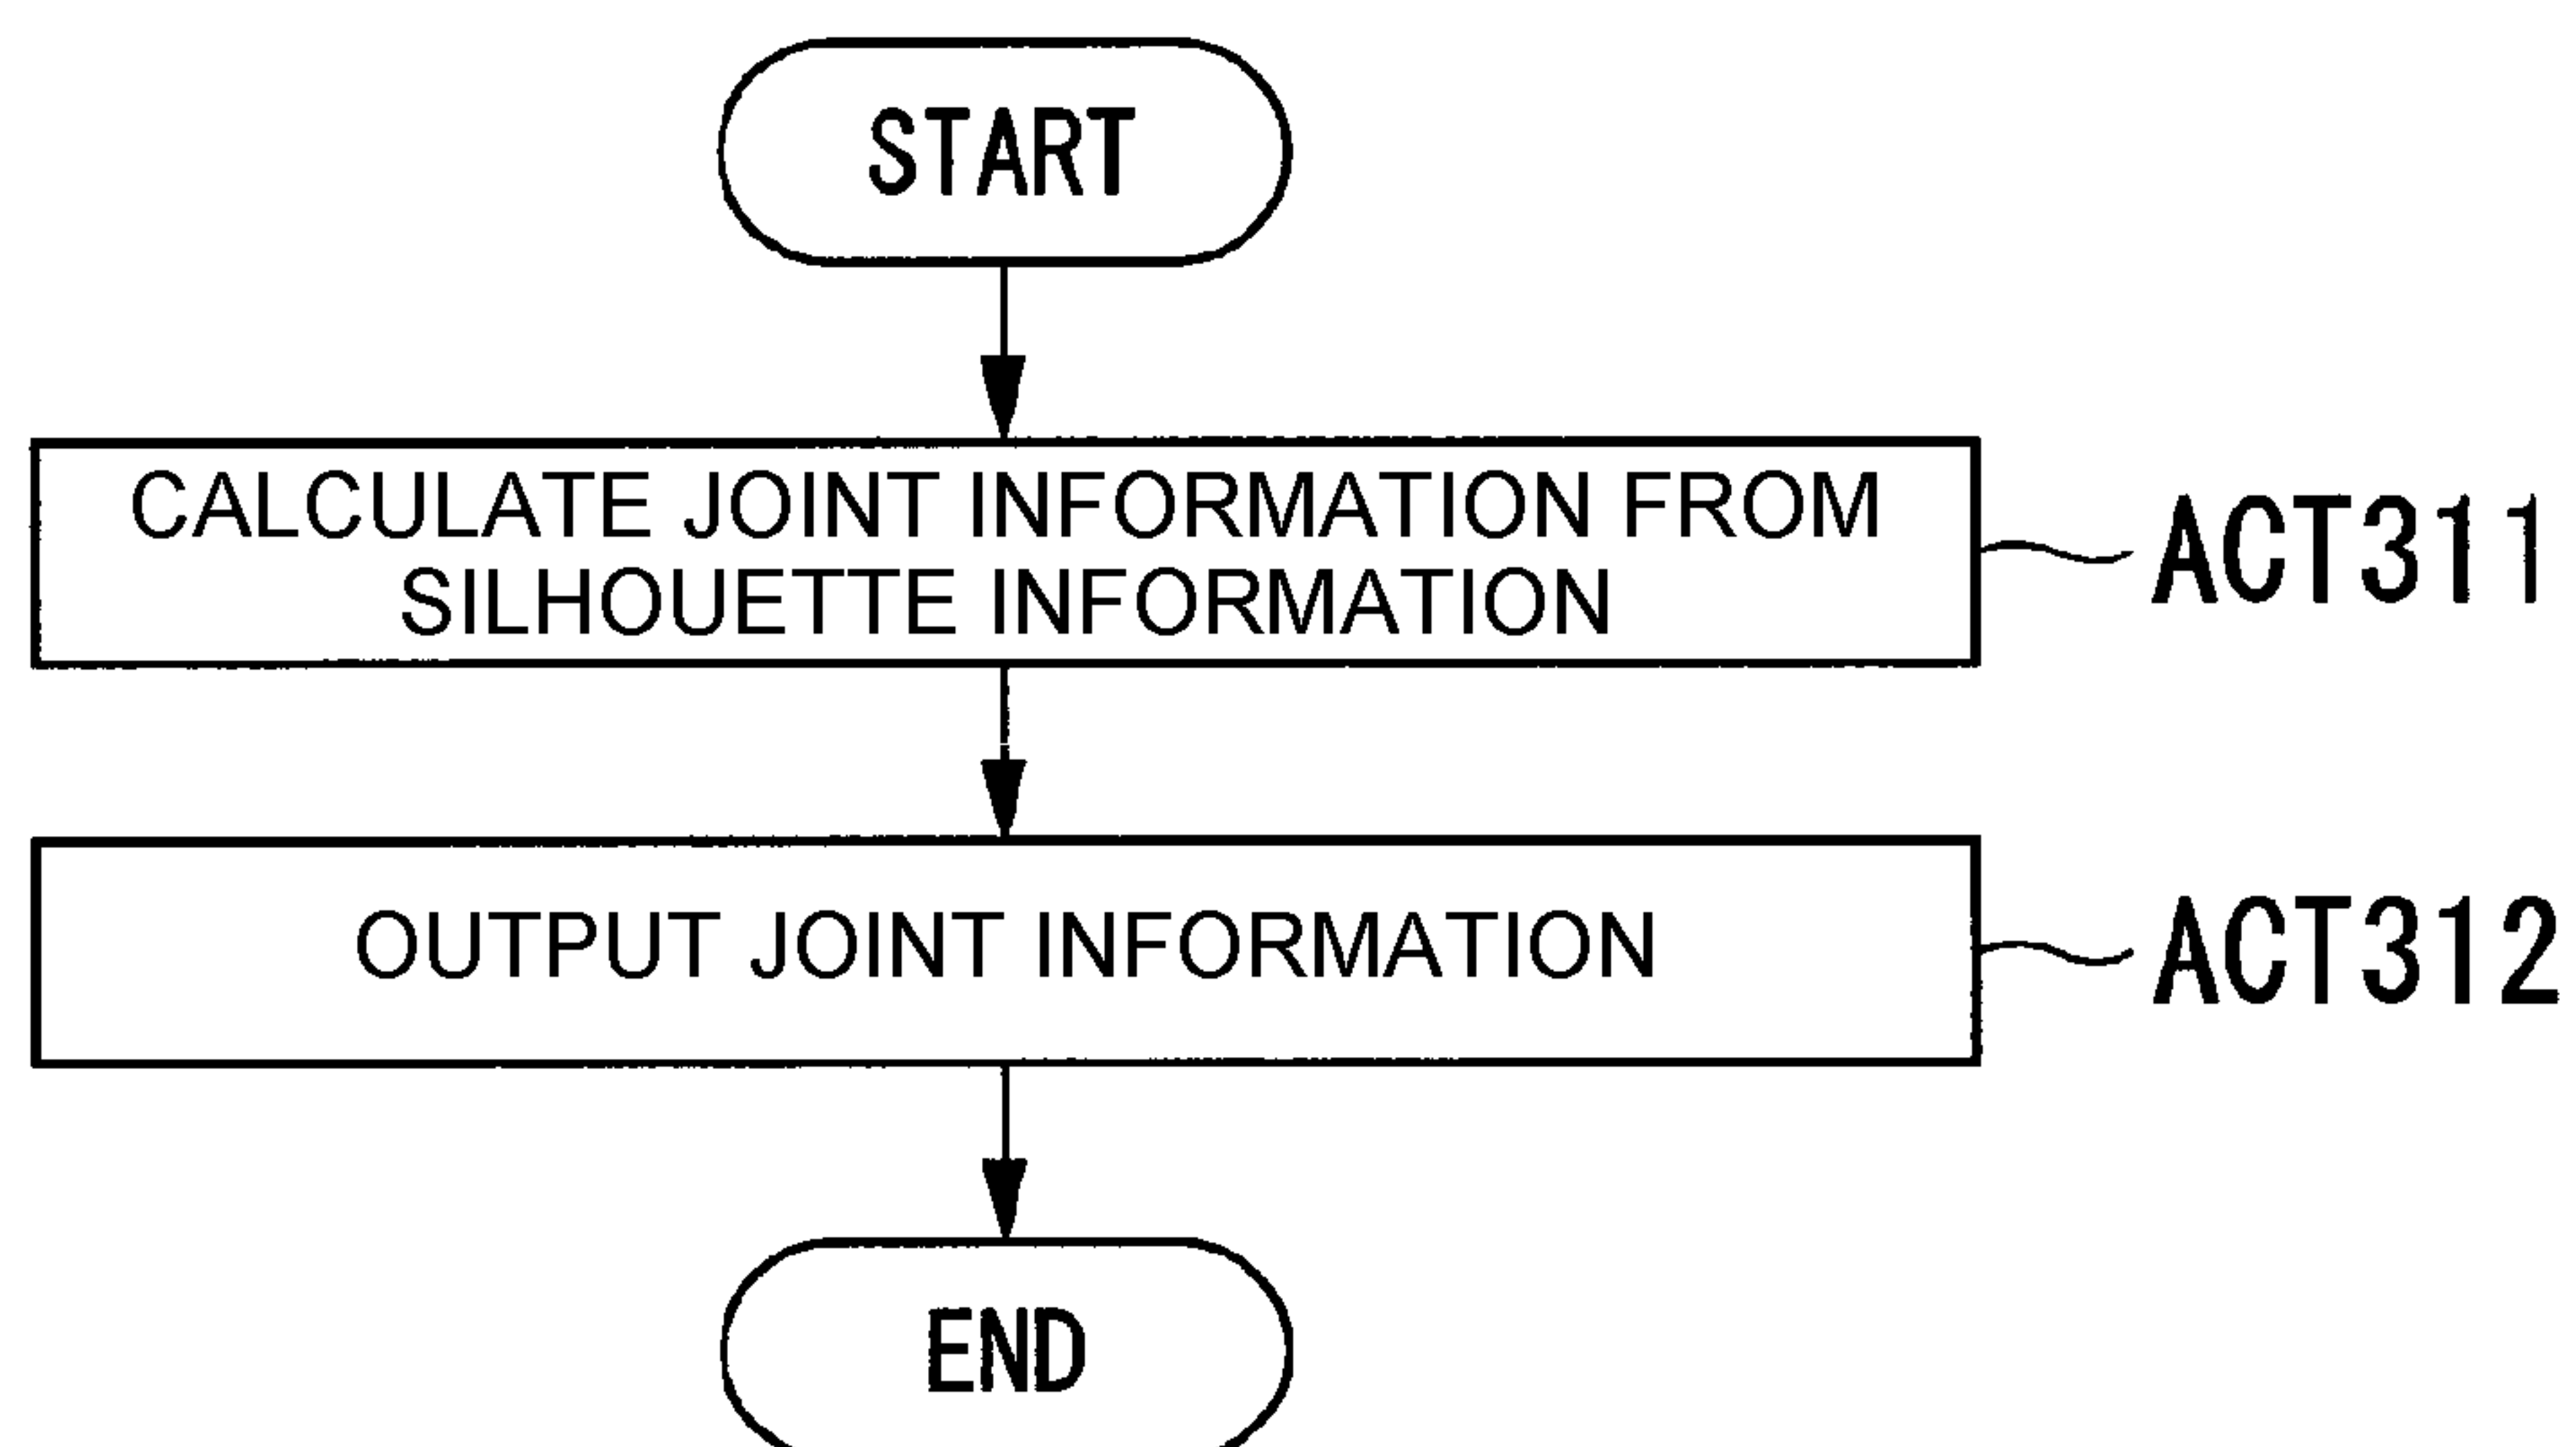 START
CALCULATE JOINT INFORMATION FROM
SILHOUETTE INFORMATION
ACT311
OUTPUT JOINT INFORMATION
ACT312
END